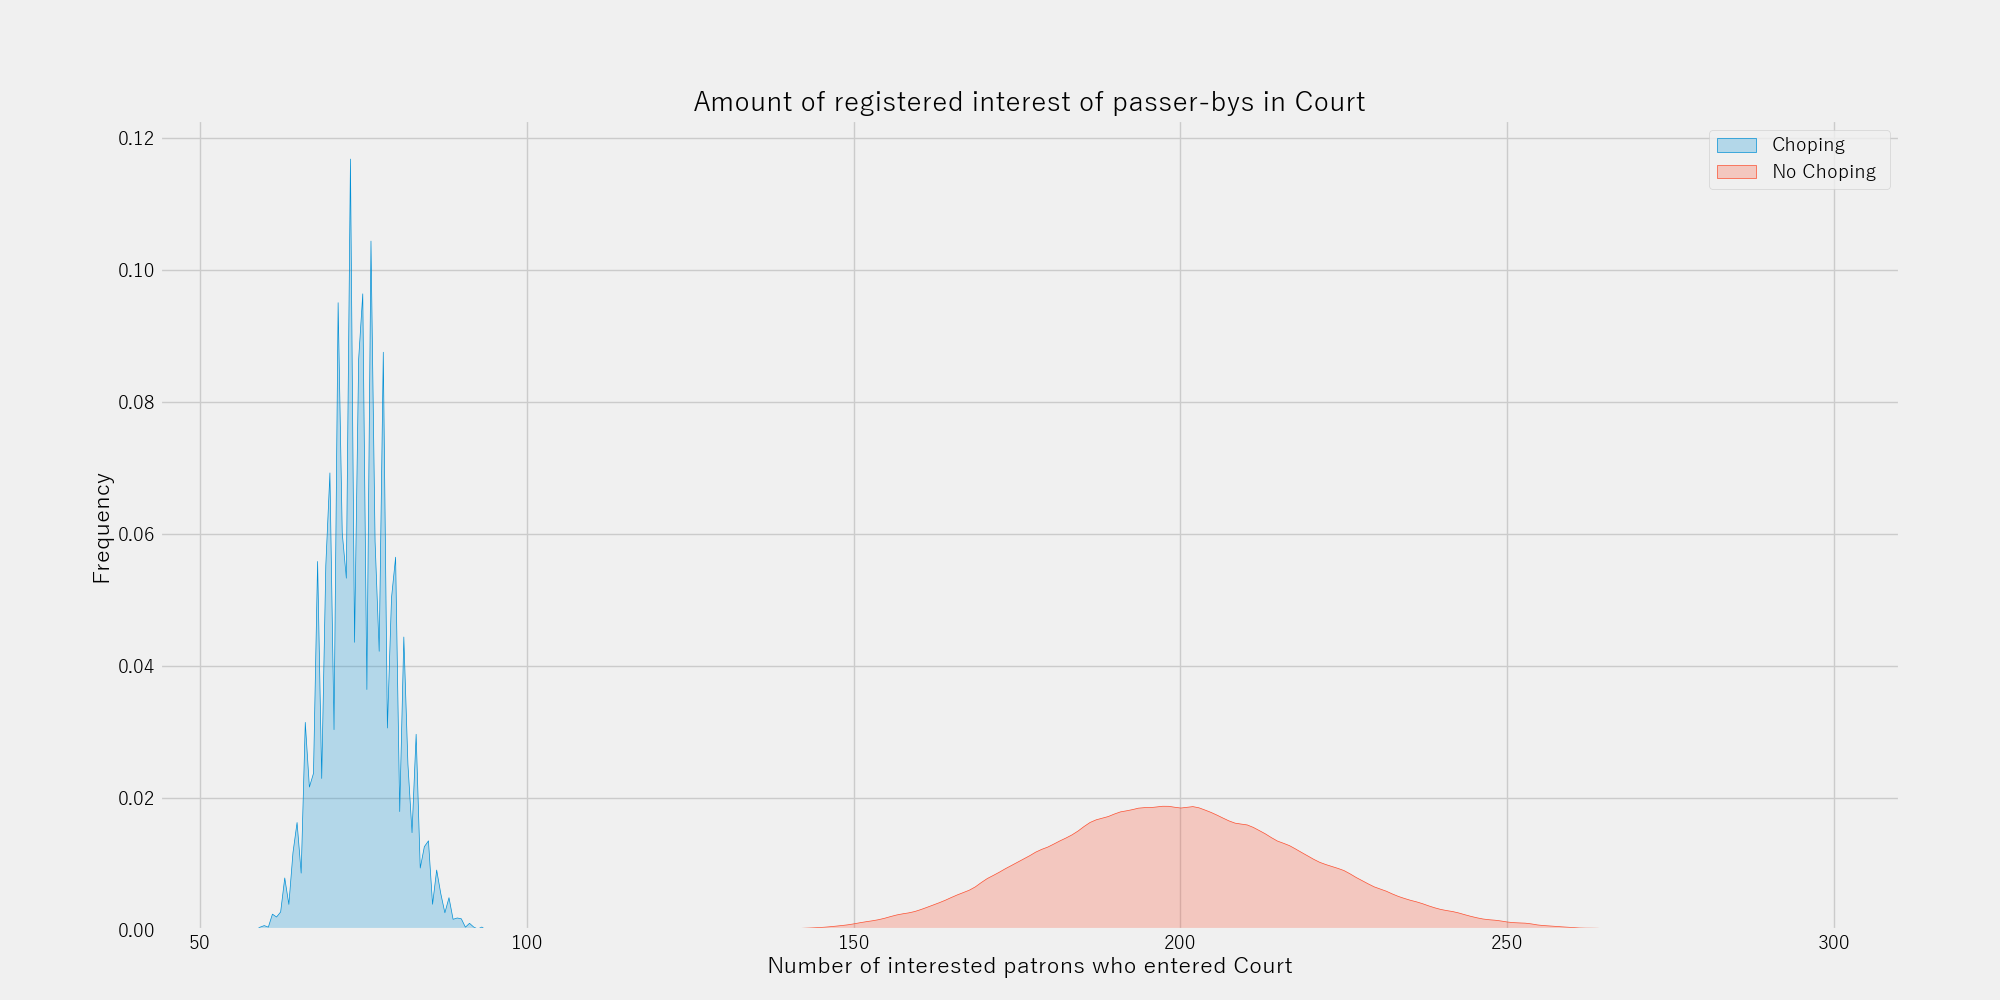 Amount of registered interest of passer-bys in Court
Choping
No Choping
0.12
0.10
0.08
0.06
0.04
0.02
0.00
Frequency
50 100 150 200 250 300
Number of interested patrons who entered Court